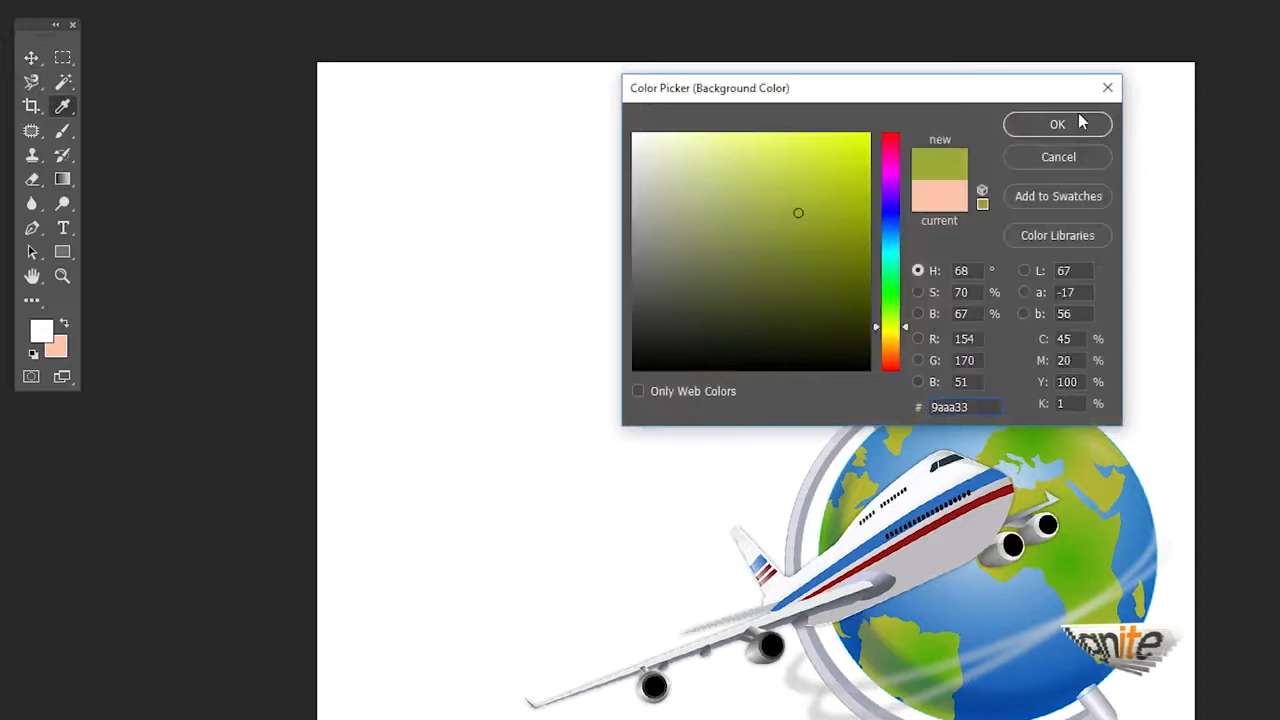 Color Picker (Background Color)
new
OK
Cancel
Add to Swatches
current
Color Libraries
H: 68 °
L: 67
S: 70 %
a: -17
B: 67 %
b: 56
R: 154
C: 45 %
G: 170
M: 20 %
B: 51
Y: 100 %
# 9aaa33
K: 1 %
Only Web Colors
T